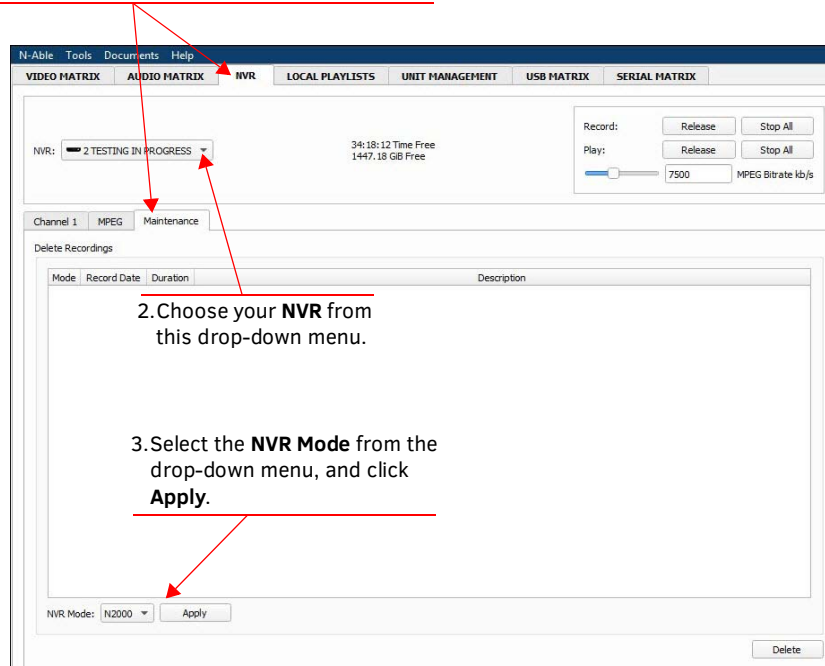 N-Able Tools Documents Help
VIDEO MATRIX AUDIO MATRIX NVR LOCAL PLAYLISTS UNIT MANAGEMENT USB MATRIX SERIAL MATRIX
Record: Release Stop All
NVR: 2 TESTING IN PROGRESS 34:18:12 Time Free
1447.18 GiB Free
Play: Release Stop All
7500 MPEG Bitrate kb/s
Channel 1 MPEG Maintenance
Delete Recordings
Mode Record Date Duration Description
2.Choose your NVR from
this drop-down menu.
3.Select the NVR Mode from the
drop-down menu, and click
Apply.
NVR Mode: N2000 Apply
Delete